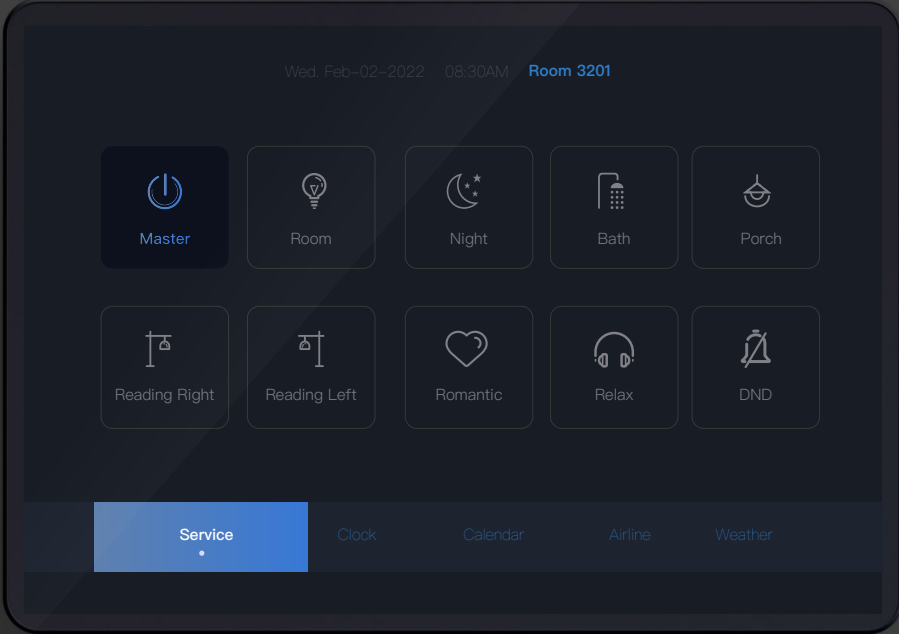 Wed. Feb-02-2022 08:30AM Room 3201
Master Room Night Bath Porch
Reading Right Reading Left Romantic Relax DND
Service Clock Calendar Airline Weather